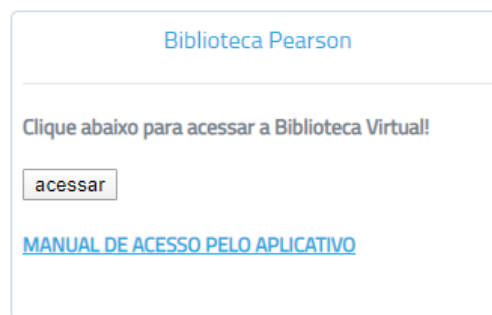 Biblioteca Pearson
Clique abaixo para acessar a Biblioteca Virtual!
acessar
MANUAL DE ACESSO PELO APLICATIVO